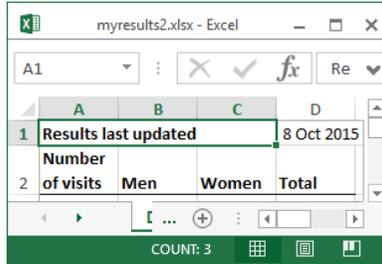 myresults2.xlsx - Excel
A1 fx Re
A B C D
1 Results last updated 8 Oct 2015
Number
2 of visits Men Women Total
...
COUNT: 3